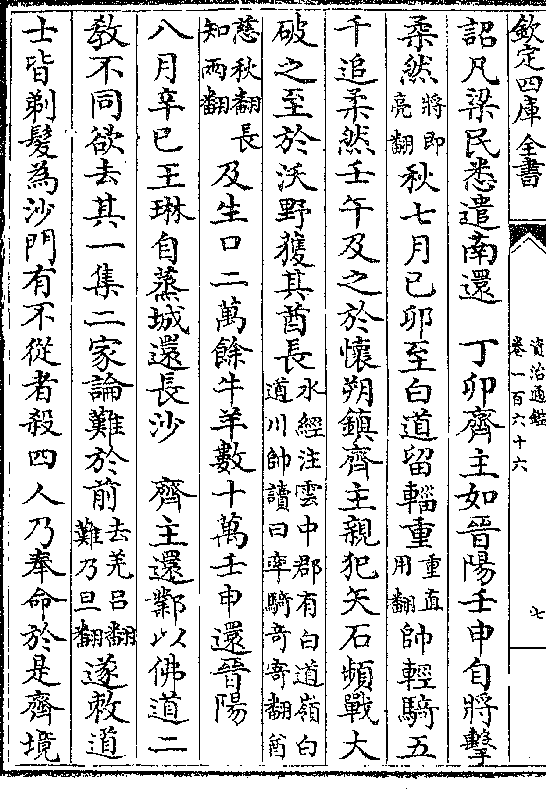 欽定四庫全書
資治通鑑
卷一百六十六
七
詔凡梁民悉遣南還　丁卯齊主如晉陽壬申自將擊
柔然將即亮翻秋七月己卯至白道留輜重重直用翻帥輕騎五
千追柔然壬午及之於懷朔鎮齊主親犯矢石頻戰大
破之至於沃野獲其酋長水經注雲中郡有白道嶺白道川帥讀曰率騎奇寄翻酋
慈秋翻長知兩翻及生口二萬餘牛羊數十萬壬申還晉陽
八月辛巳王琳自蒸城還長沙　齊主還鄴以佛道二
教不同欲去其一集二家論難於前去羌呂翻難乃旦翻遂敕道
士皆剃髮為沙門有不從者殺四人乃奉命於是齊境